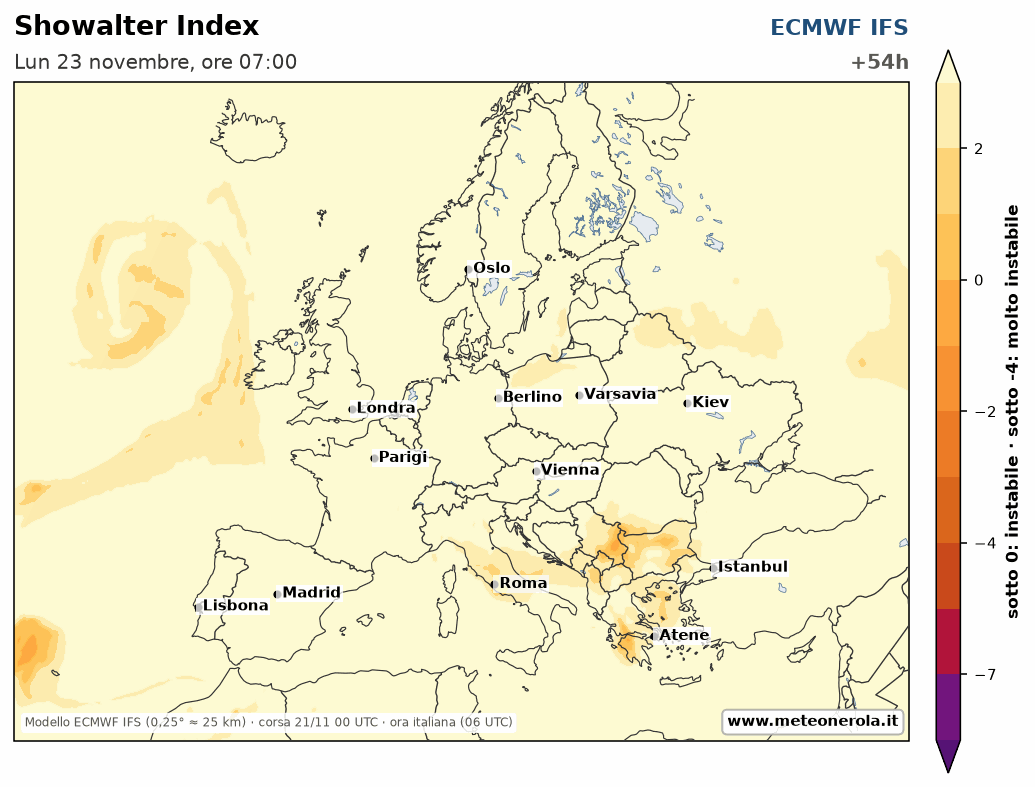 Showalter Index
ECMWF IFS
Lun 23 novembre, ore 07:00
+54h
Oslo
Londra
Berlino
Varsavia
Kiev
Parigi
Vienna
Istanbul
Roma
Madrid
Lisbona
Atene
2
0
−2
−4
−7
sotto 0: instabile · sotto -4: molto instabile
Modello ECMWF IFS (0,25° ≈ 25 km) · corsa 21/11 00 UTC · ora italiana (06 UTC)
www.meteonerola.it